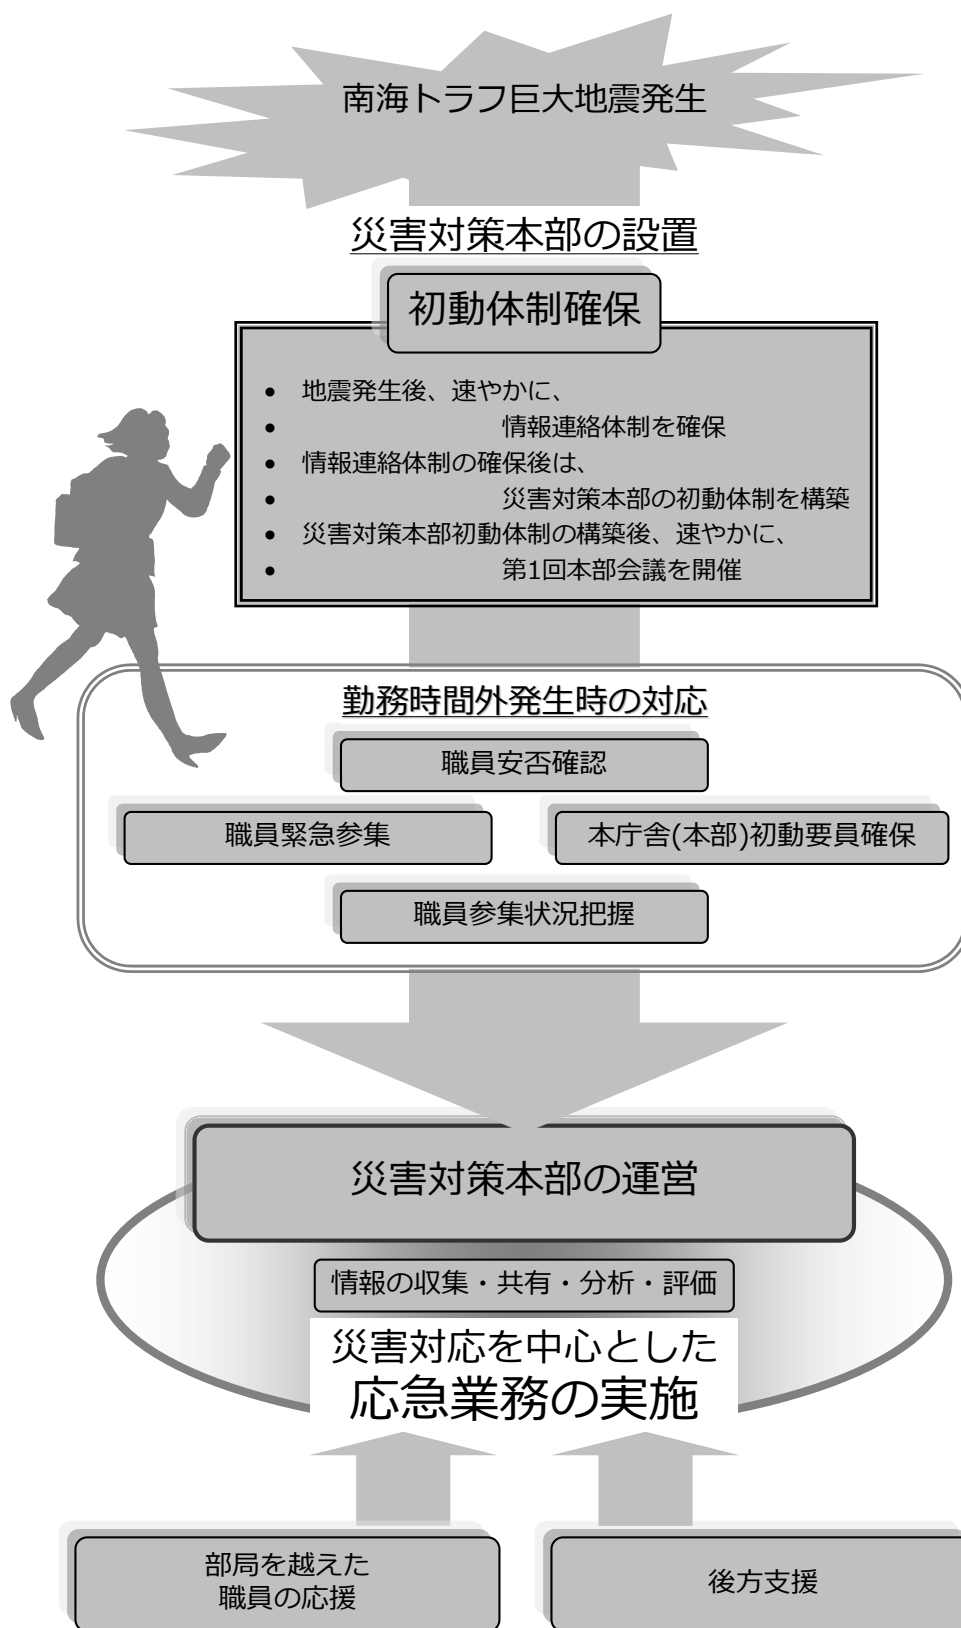 南海トラフ巨大地震発生
災害対策本部の設置
初動体制確保
• 地震発生後、速やかに、
• 情報連絡体制を確保
• 情報連絡体制の確保後は、
• 災害対策本部の初動体制を構築
• 災害対策本部初動体制の構築後、速やかに、
• 第1回本部会議を開催
勤務時間外発生時の対応
職員安否確認
職員緊急参集
本庁舎(本部)初動要員確保
職員参集状況把握
災害対策本部の運営
情報の収集・共有・分析・評価
災害対応を中心とした
応急業務の実施
部局を越えた
職員の応援
後方支援